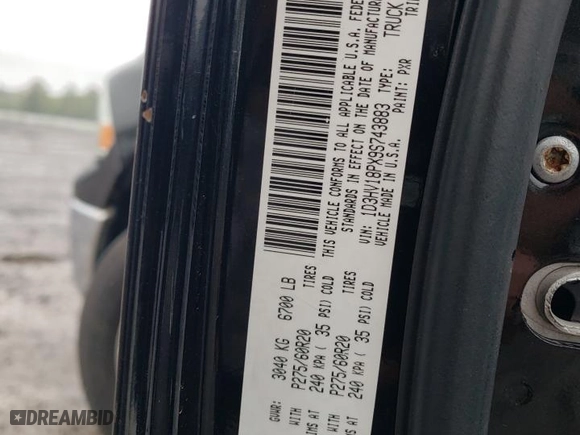 GVWR: 3040 KG 6700 LB
WITH P275/60R20 TIRES
AT 240 KPA ( 35 PSI) COLD
WITH P275/60R20 TIRES
AT 240 KPA ( 35 PSI) COLD
THIS VEHICLE CONFORMS TO ALL APPLICABLE U.S.A.
STANDARDS IN EFFECT ON THE DATE OF
VIN: 1D3HV18PX9S743883 TYPE: TRUCK
VEHICLE MADE IN U.S.A. PAINT: PXR
DREAMBID